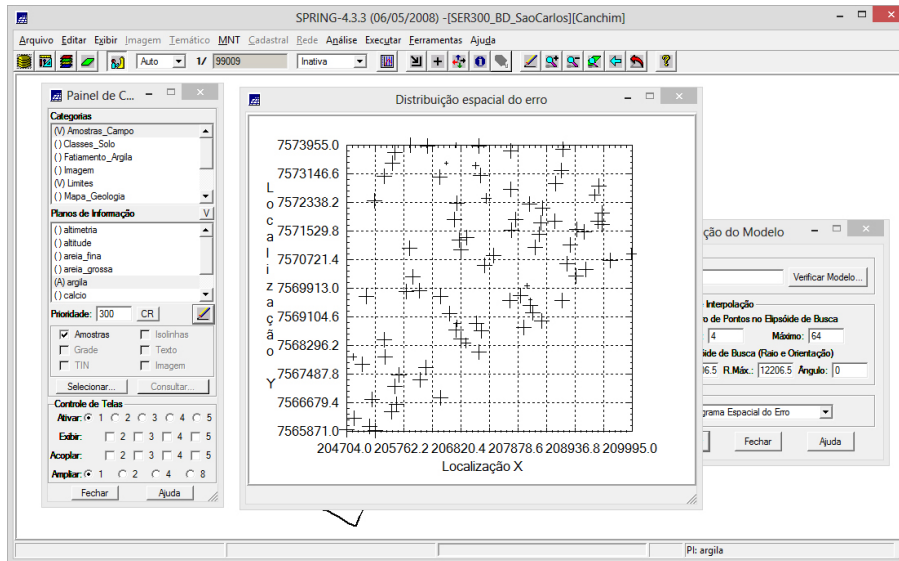 SPRING-4.3.3 (06/05/2008) -[SER300_BD_SaoCarlos][Canchim]
Arquivo Editar Exibir Imagem Temático MNT Cadastral Rede Análise Executar Ferramentas Ajuda
Auto 1/ 99009 Inativa
Painel de C...
Categorias
(V) Amostras_Campo
( ) Classes_Solo
( ) Fatiamento_Argila
( ) Imagem
(V) Limites
( ) Mapa_Geologia
Planos de Informação V
( ) altimetria
( ) altitude
( ) areia_fina
( ) areia_grossa
(A) argila
( ) calcio
Prioridade: 300 CR
Amostras Isolinhas
Grade Texto
TIN Imagem
Selecionar... Consultar...
Controle de Telas
Ativar: 1 2 3 4 5
Exibir: 2 3 4 5
Acoplar: 2 3 4 5
Ampliar: 1 2 4 8
Fechar Ajuda
Distribuição espacial do erro
Localização Y
7573955.0
7573146.6
7572338.2
7571529.8
7570721.4
7569913.0
7569104.6
7568296.2
7567487.8
7566679.4
7565871.0
204704.0 205762.2 206820.4 207878.6 208936.8 209995.0
Localização X
ção do Modelo
Verificar Modelo...
Interpolação
o de Pontos no Elipsóide de Busca
4 Máximo: 64
óide de Busca (Raio e Orientação)
06.5 R.Máx.: 12206.5 Ângulo: 0
grama Espacial do Erro
Fechar Ajuda
PI: argila